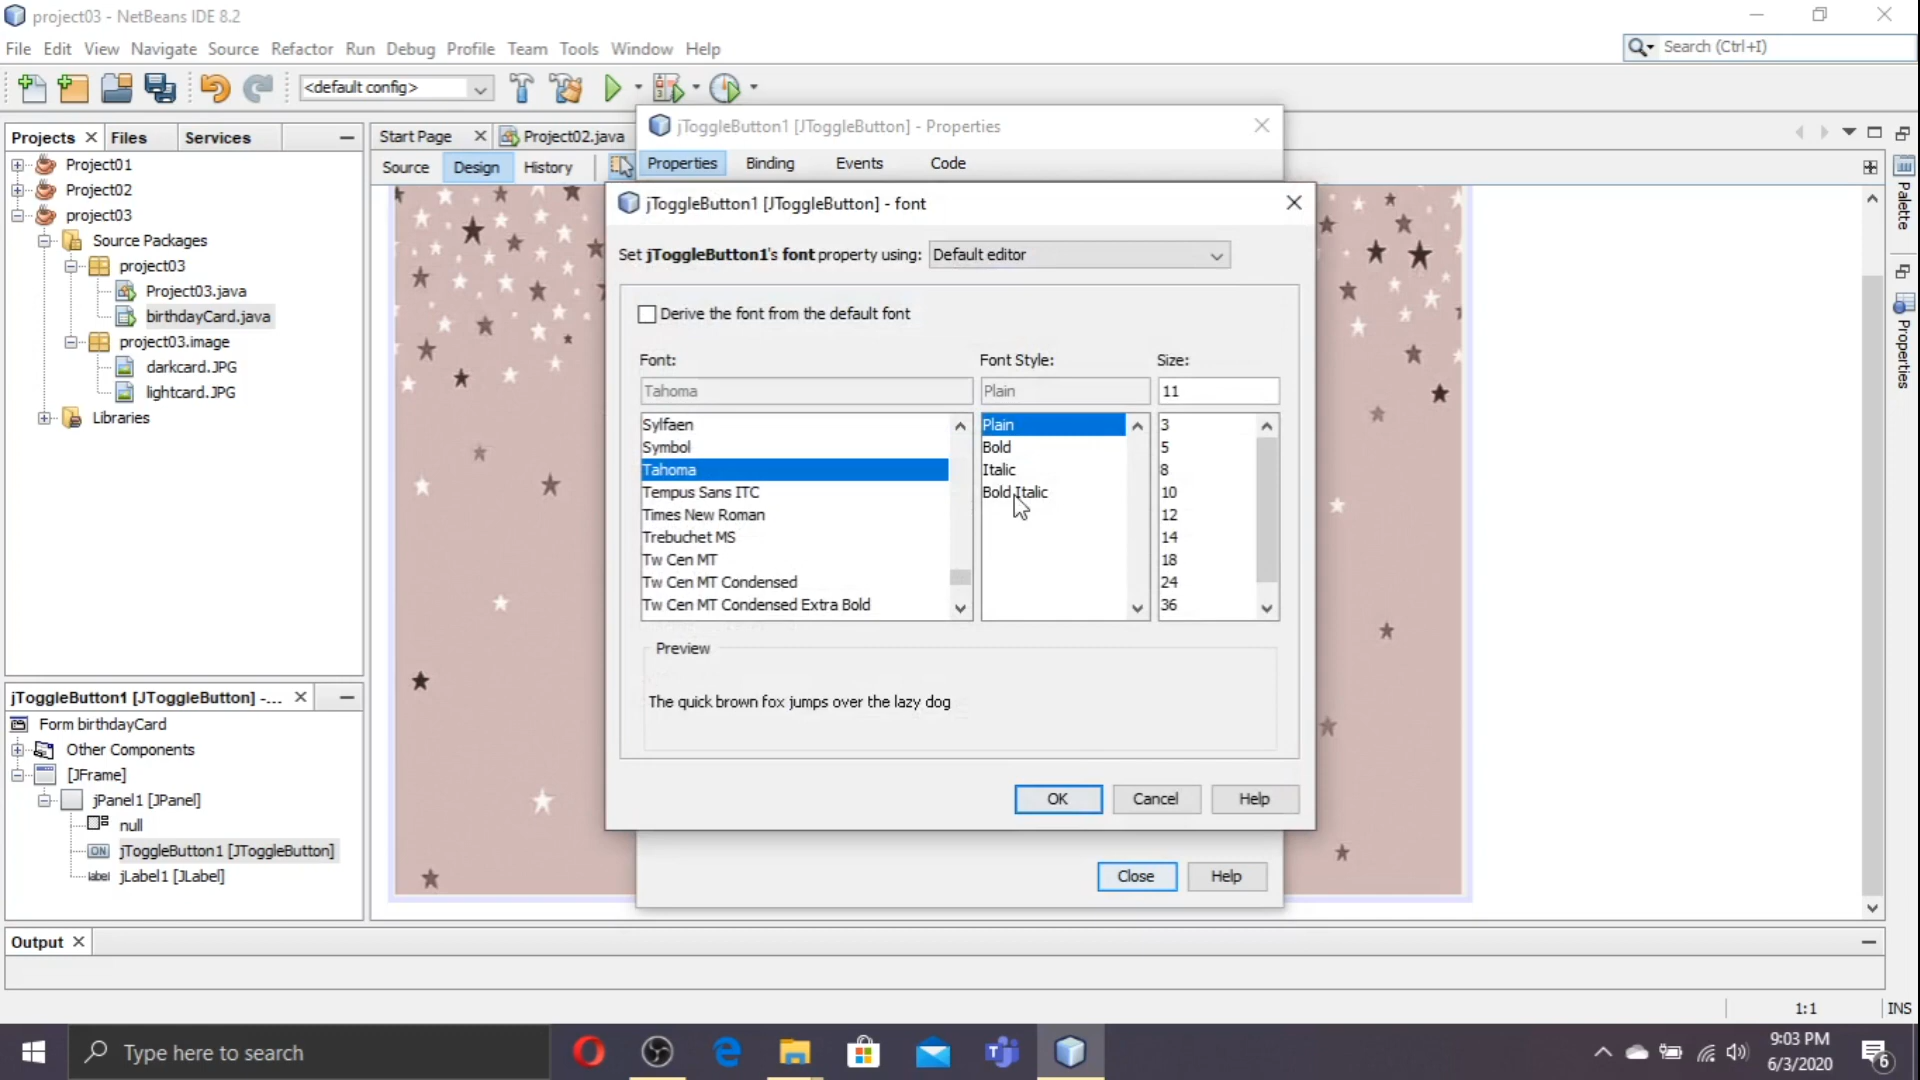 project03 - NetBeans IDE 8.2
File Edit View Navigate Source Refactor Run Debug Profile Team Tools Window Help
Search (Ctrl+I)
<default config>
Projects Files Services
Start Page Project02.java
Source Design History
Project01
Project02
project03
Source Packages
project03
Project03.java
birthdayCard.java
project03.image
darkcard.JPG
lightcard.JPG
Libraries
jToggleButton1 [JToggleButton] - Properties
Properties Binding Events Code
jToggleButton1 [JToggleButton] - font
Set jToggleButton1's font property using: Default editor
Derive the font from the default font
Font: Font Style: Size:
Tahoma Plain 11
Sylfaen Plain 3
Symbol Bold 5
Tahoma Italic 8
Tempus Sans ITC Bold Italic 10
Times New Roman 12
Trebuchet MS 14
Tw Cen MT 18
Tw Cen MT Condensed 24
Tw Cen MT Condensed Extra Bold 36
Preview
The quick brown fox jumps over the lazy dog
OK Cancel Help
Close Help
Palette
Properties
jToggleButton1 [JToggleButton] -...
Form birthdayCard
Other Components
[JFrame]
jPanel1 [JPanel]
null
ON jToggleButton1 [JToggleButton]
label jLabel1 [JLabel]
Output
1:1 INS
Type here to search
9:03 PM
6/3/2020
6